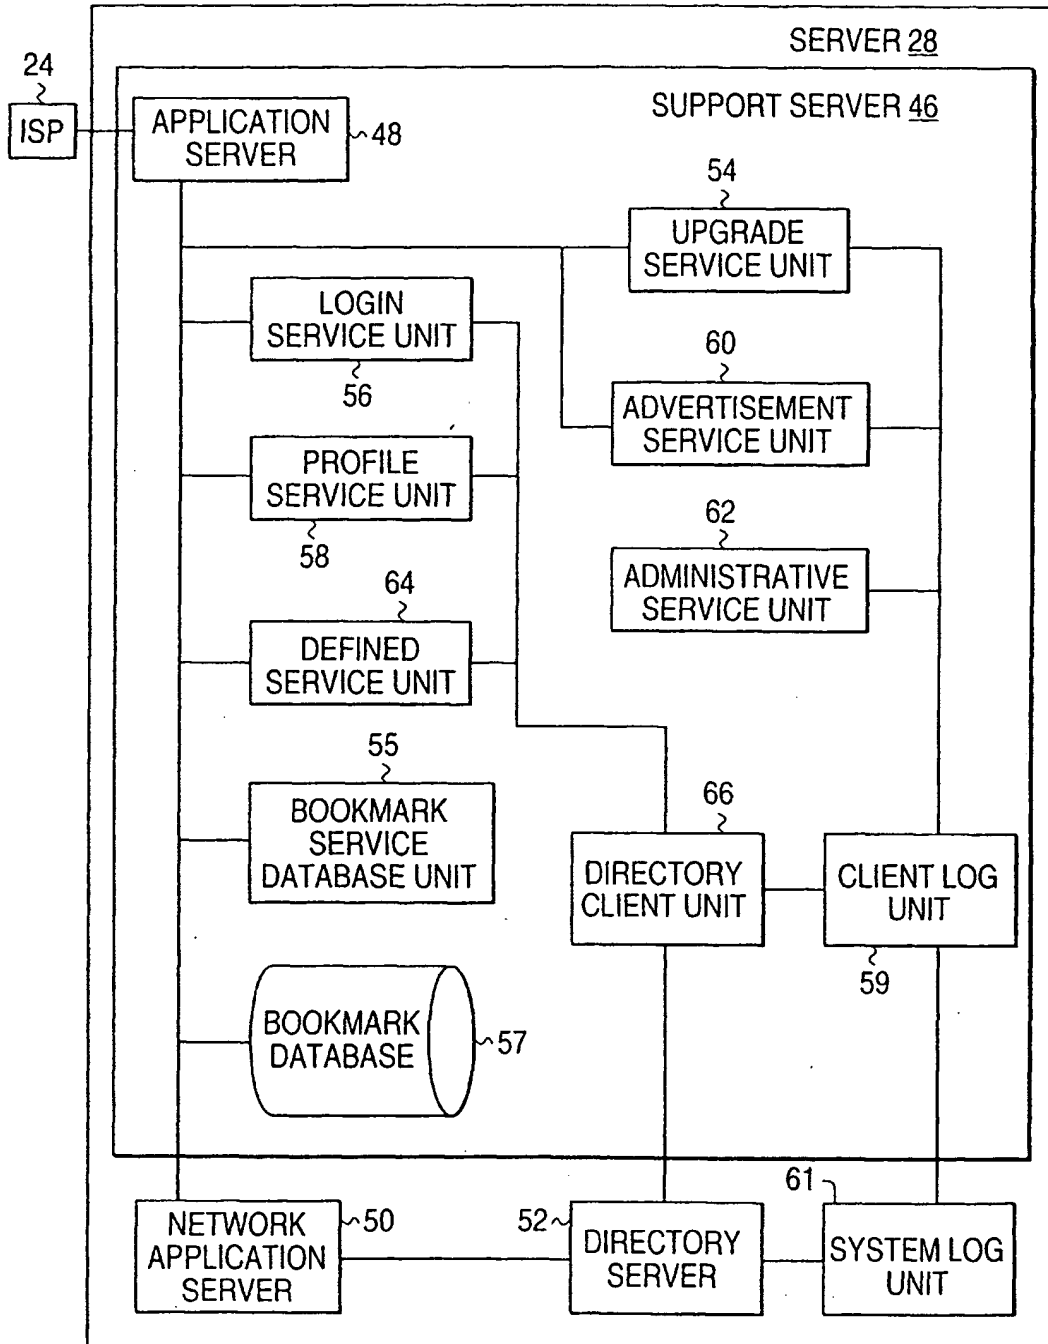 SERVER 28
24
ISP
SUPPORT SERVER 46
APPLICATION
SERVER
48
54
UPGRADE
SERVICE UNIT
LOGIN
SERVICE UNIT
56
60
ADVERTISEMENT
SERVICE UNIT
PROFILE
SERVICE UNIT
58
62
ADMINISTRATIVE
SERVICE UNIT
64
DEFINED
SERVICE UNIT
55
BOOKMARK
SERVICE
DATABASE UNIT
66
DIRECTORY
CLIENT UNIT
CLIENT LOG
UNIT
59
BOOKMARK
DATABASE
57
NETWORK
APPLICATION
SERVER
50
52
DIRECTORY
SERVER
61
SYSTEM LOG
UNIT